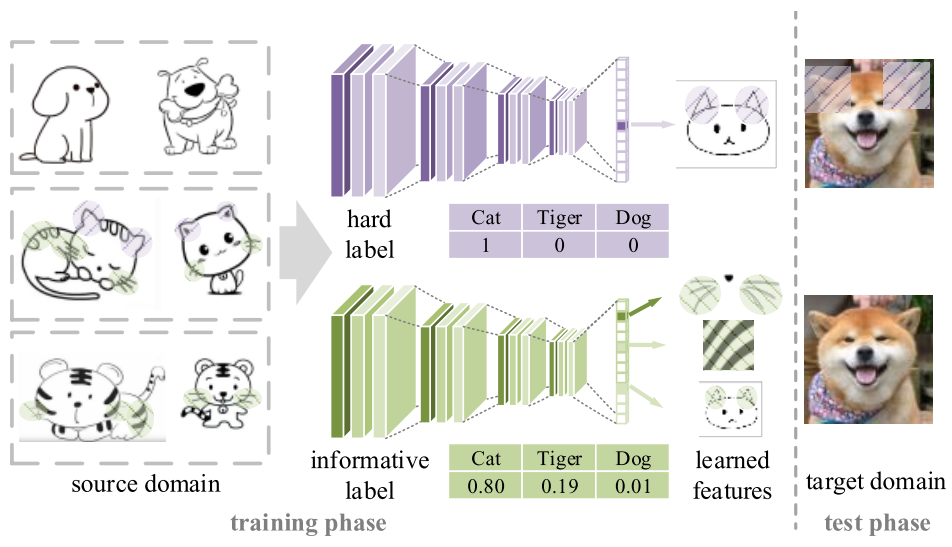 hard
label
Cat Tiger Dog
1 0 0
informative
label
Cat Tiger Dog
0.80 0.19 0.01
learned
features
source domain
target domain
training phase
test phase